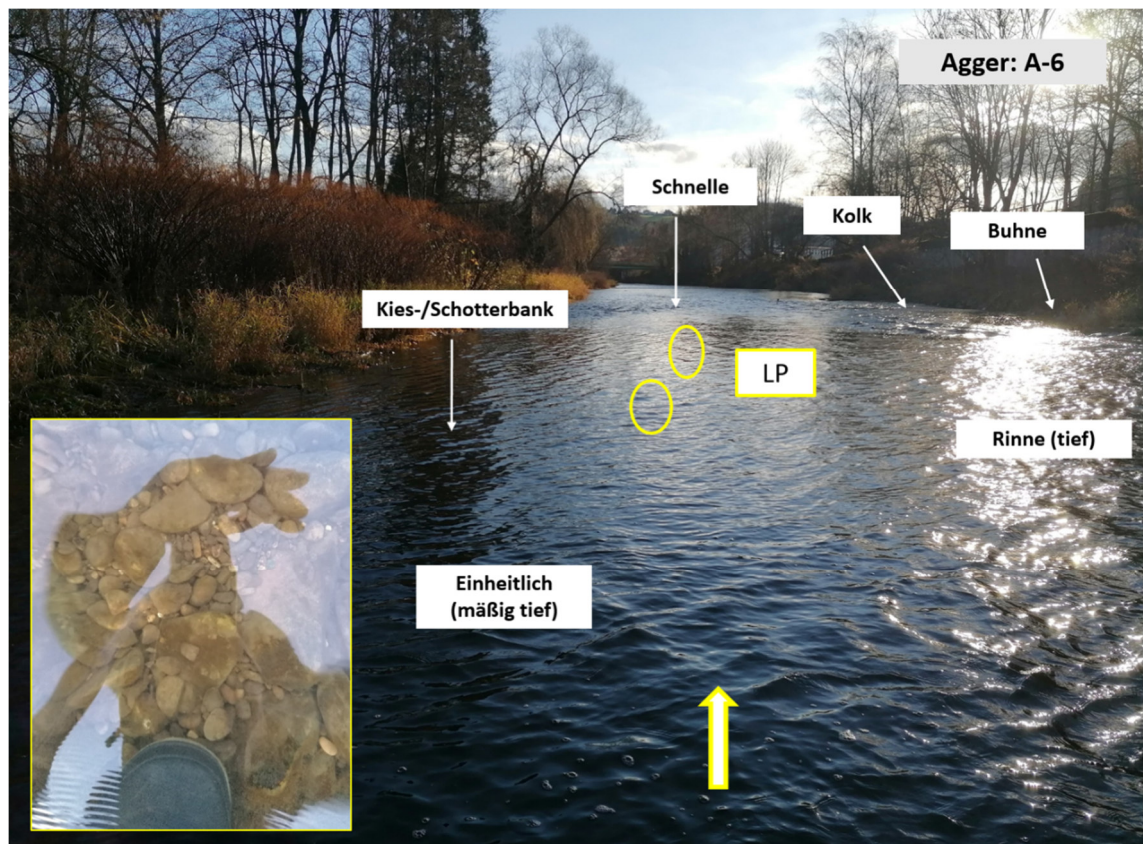 Agger: A-6
Schnelle
Kolk
Buhne
Kies-/Schotterbank
LP
Rinne (tief)
Einheitlich
(mäßig tief)